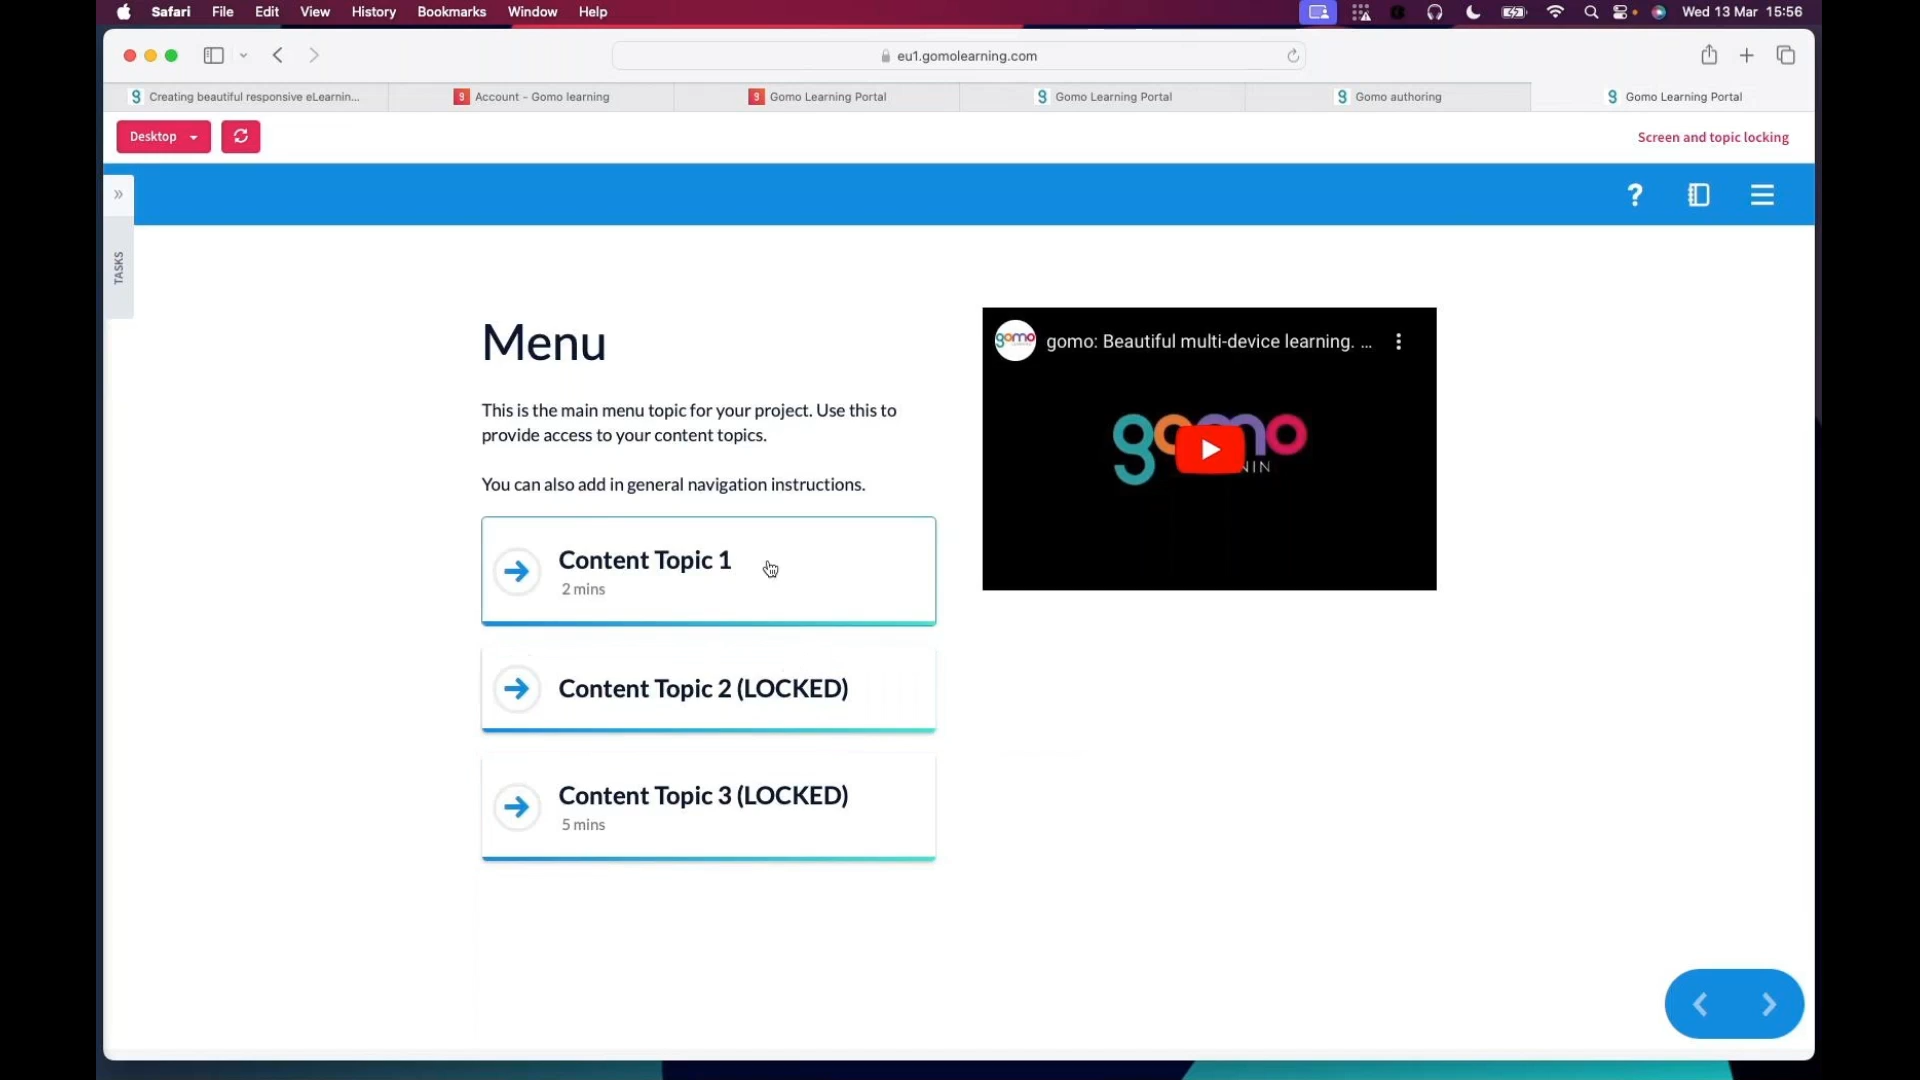 Safari File Edit View History Bookmarks Window Help Wed 13 Mar 15:56
eu1.gomolearning.com
Creating beautiful responsive eLearnin... Account - Gomo learning Gomo Learning Portal Gomo Learning Portal Gomo authoring Gomo Learning Portal
Desktop Screen and topic locking
TASKS
Menu
This is the main menu topic for your project. Use this to
provide access to your content topics.
You can also add in general navigation instructions.
Content Topic 1
2 mins
Content Topic 2 (LOCKED)
Content Topic 3 (LOCKED)
5 mins
gomo gomo: Beautiful multi-device learning. ...
gomo